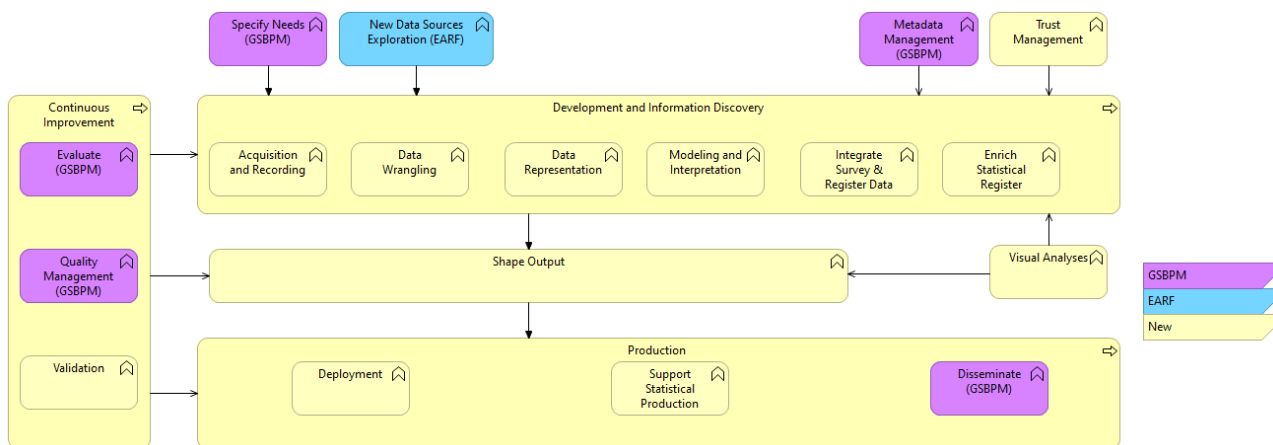 Specify Needs
(GSBPM)
New Data Sources
Exploration (EARF)
Metadata
Management
(GSBPM)
Trust
Management
Continuous
Improvement
Evaluate
(GSBPM)
Quality
Management
(GSBPM)
Validation
Development and Information Discovery
Acquisition
and Recording
Data
Wrangling
Data
Representation
Modeling and
Interpretation
Integrate
Survey &
Register Data
Enrich
Statistical
Register
Shape Output
Visual Analyses
Production
Deployment
Support
Statistical
Production
Disseminate
(GSBPM)
GSBPM
EARF
New